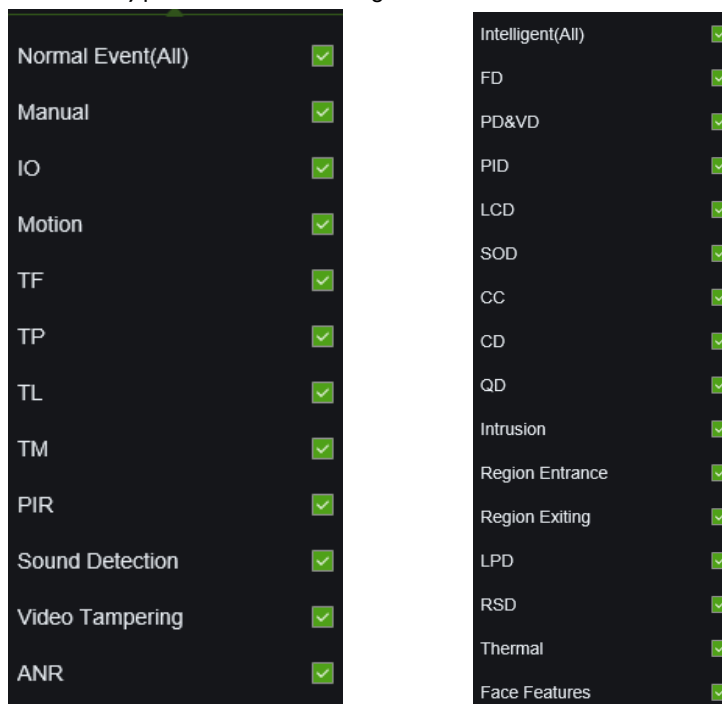 Normal Event(All)
Manual
IO
Motion
TF
TP
TL
TM
PIR
Sound Detection
Video Tampering
ANR
Intelligent(All)
FD
PD&VD
PID
LCD
SOD
CC
CD
QD
Intrusion
Region Entrance
Region Exiting
LPD
RSD
Thermal
Face Features